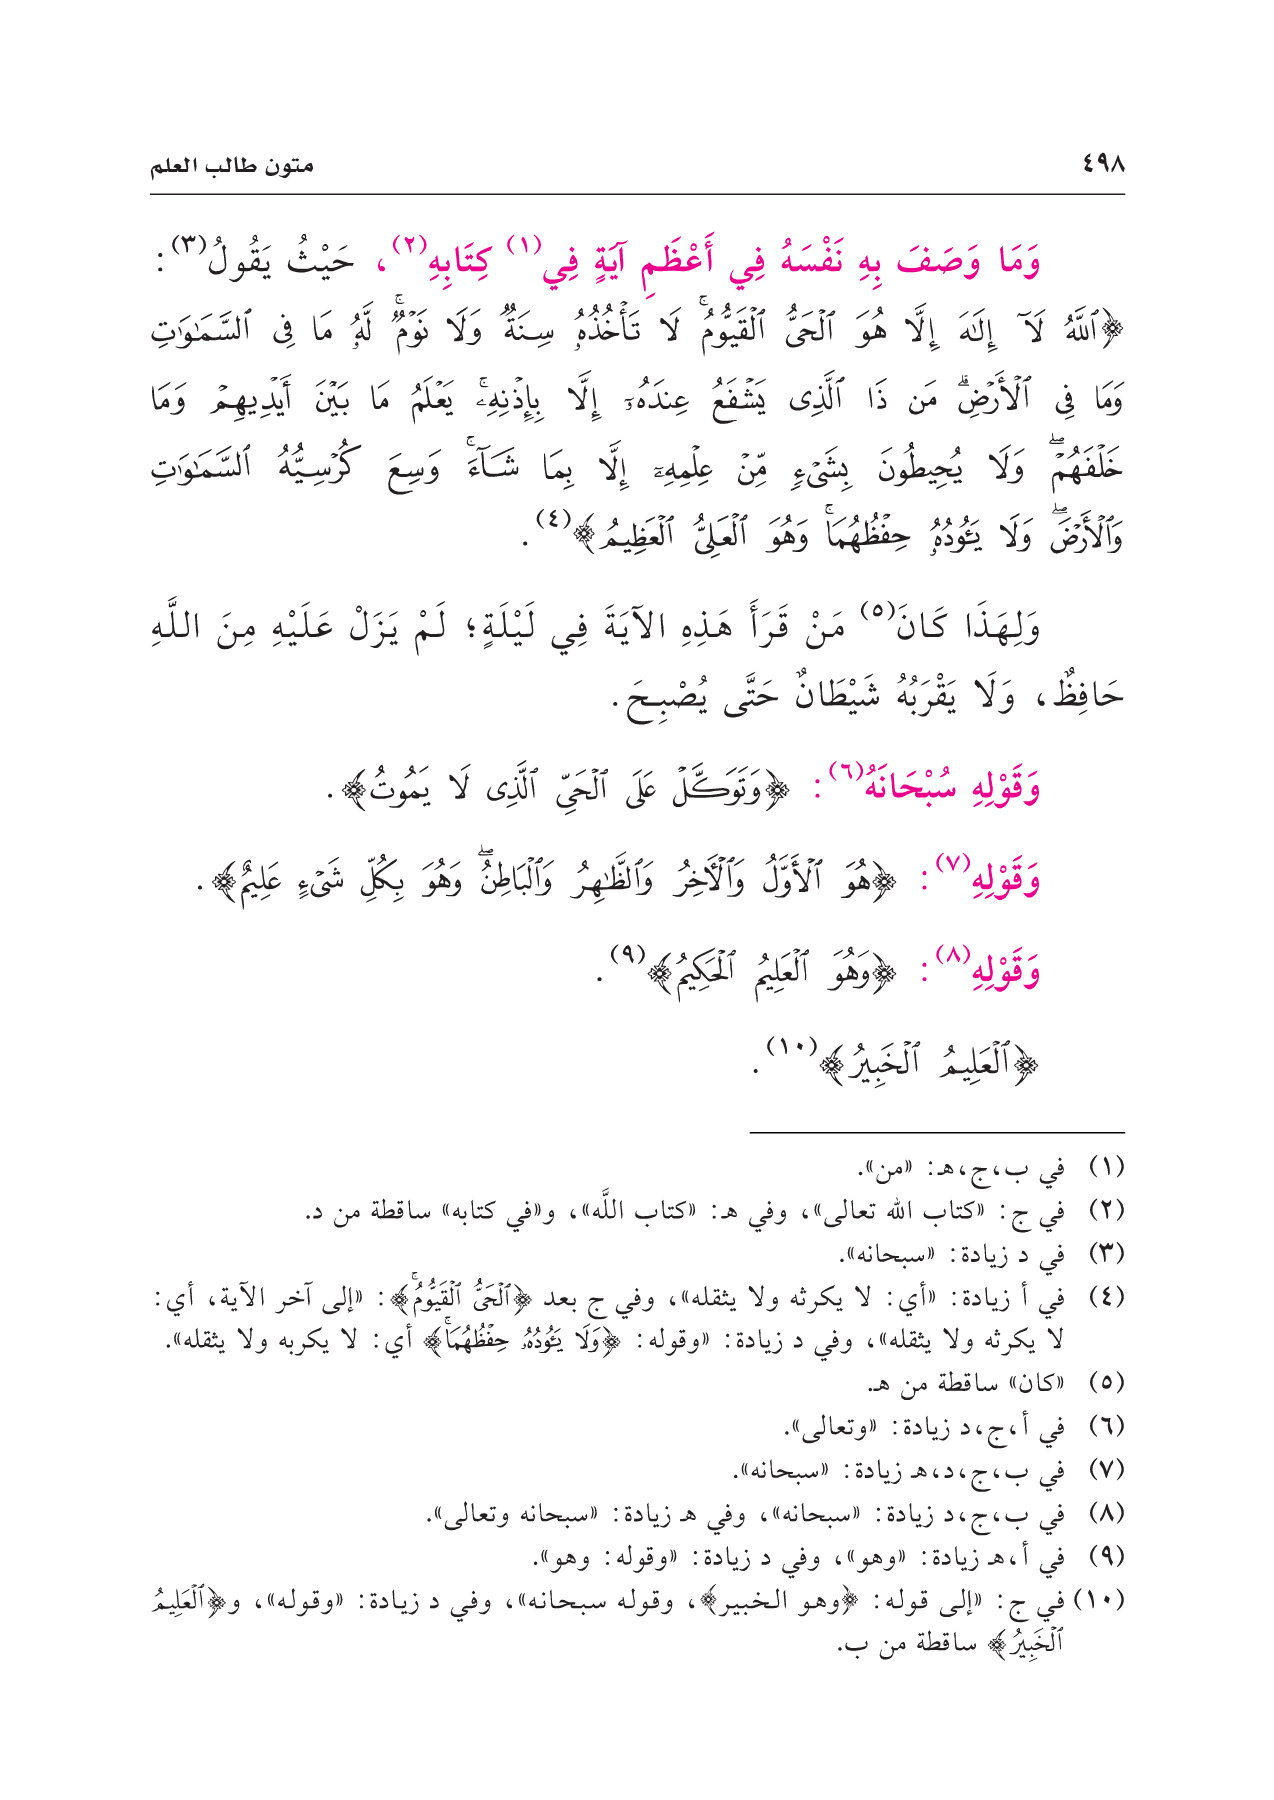 ٤٩٨
متون طالب العلم
وَمَا وَصَفَ بِهِ نَفْسَهُ فِي أَعْظَمِ آيَةٍ فِي(١) كِتَابِهِ(٢)، حَيْثُ يَقُولُ(٣):
﴿ٱللَّهُ لَآ إِلَٰهَ إِلَّا هُوَ ٱلْحَىُّ ٱلْقَيُّومُۚ لَا تَأْخُذُهُۥ سِنَةٌ وَلَا نَوْمٌۚ لَّهُۥ مَا فِى ٱلسَّمَٰوَٰتِ
وَمَا فِى ٱلْأَرْضِۗ مَن ذَا ٱلَّذِى يَشْفَعُ عِندَهُۥٓ إِلَّا بِإِذْنِهِۦۚ يَعْلَمُ مَا بَيْنَ أَيْدِيهِمْ وَمَا
خَلْفَهُمْۖ وَلَا يُحِيطُونَ بِشَىْءٍ مِّنْ عِلْمِهِۦٓ إِلَّا بِمَا شَآءَۚ وَسِعَ كُرْسِيُّهُ ٱلسَّمَٰوَٰتِ
وَٱلْأَرْضَۖ وَلَا يَـُٔودُهُۥ حِفْظُهُمَاۚ وَهُوَ ٱلْعَلِىُّ ٱلْعَظِيمُ﴾(٤).
وَلِهَذَا كَانَ(٥) مَنْ قَرَأَ هَذِهِ الآيَةَ فِي لَيْلَةٍ؛ لَمْ يَزَلْ عَلَيْهِ مِنَ اللَّهِ
حَافِظٌ، وَلَا يَقْرَبُهُ شَيْطَانٌ حَتَّى يُصْبِحَ.
وَقَوْلِهِ سُبْحَانَهُ(٦): ﴿وَتَوَكَّلْ عَلَى ٱلْحَىِّ ٱلَّذِى لَا يَمُوتُ﴾.
وَقَوْلِهِ(٧): ﴿هُوَ ٱلْأَوَّلُ وَٱلْأَخِرُ وَٱلظَّٰهِرُ وَٱلْبَاطِنُۖ وَهُوَ بِكُلِّ شَىْءٍ عَلِيمٌ﴾.
وَقَوْلِهِ(٨): ﴿وَهُوَ ٱلْعَلِيمُ ٱلْحَكِيمُ﴾(٩).
﴿ٱلْعَلِيمُ ٱلْخَبِيرُ﴾(١٠).
(١) في ب،ج،هـ: «من».
(٢) في ج: «كتاب الله تعالى»، وفي هـ: «كتاب اللَّه»، و«في كتابه» ساقطة من د.
(٣) في د زيادة: «سبحانه».
(٤) في أ زيادة: «أي: لا يكرثه ولا يثقله»، وفي ج بعد ﴿ٱلْحَىُّ ٱلْقَيُّومُۚ﴾: «إلى آخر الآية، أي:
لا يكرثه ولا يثقله»، وفي د زيادة: «وقوله: ﴿وَلَا يَـُٔودُهُۥ حِفْظُهُمَاۚ﴾ أي: لا يكربه ولا يثقله».
(٥) «كان» ساقطة من هـ.
(٦) في أ،ج،د زيادة: «وتعالى».
(٧) في ب،ج،د،هـ زيادة: «سبحانه».
(٨) في ب،ج،د زيادة: «سبحانه»، وفي هـ زيادة: «سبحانه وتعالى».
(٩) في أ،هـ زيادة: «وهو»، وفي د زيادة: «وقوله: وهو».
(١٠) في ج: «إلى قوله: ﴿وهو الخبير﴾، وقوله سبحانه»، وفي د زيادة: «وقوله»، و﴿ٱلْعَلِيمُ
ٱلْخَبِيرُ﴾ ساقطة من ب.